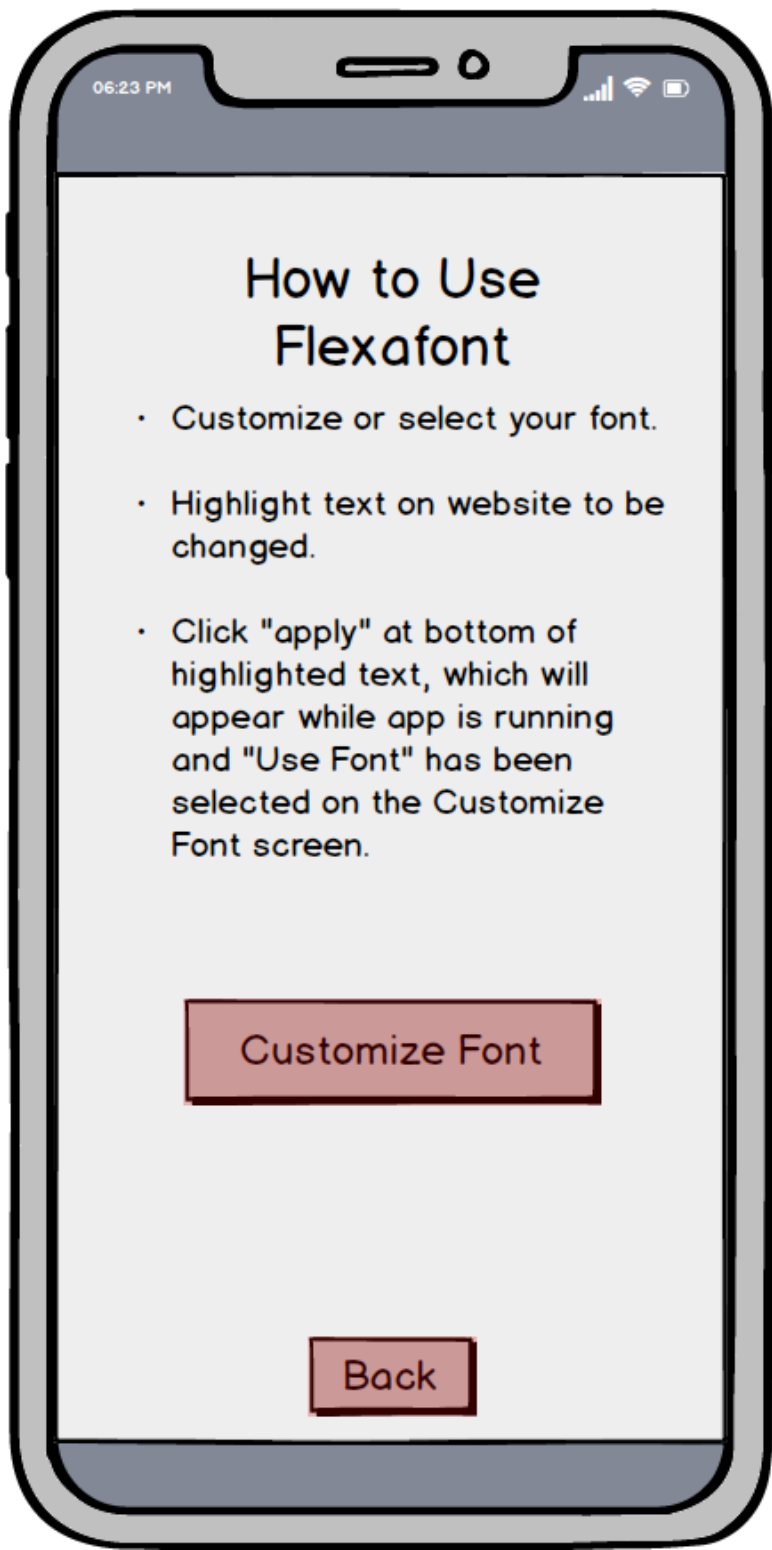 06:23 PM
How to Use
Flexafont
· Customize or select your font.
· Highlight text on website to be
changed.
· Click "apply" at bottom of
highlighted text, which will
appear while app is running
and "Use Font" has been
selected on the Customize
Font screen.
Customize Font
Back